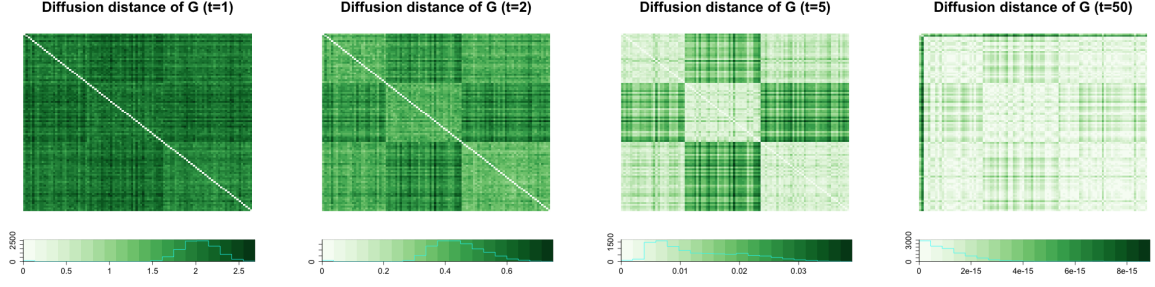 Diffusion distance of G (t=1)
Diffusion distance of G (t=2)
Diffusion distance of G (t=5)
Diffusion distance of G (t=50)
0 2500
0 0.5 1 1.5 2 2.5
0
0 0.2 0.4 0.6
0 1500
0 0.01 0.02 0.03
0 3000
0 2e-15 4e-15 6e-15 8e-15